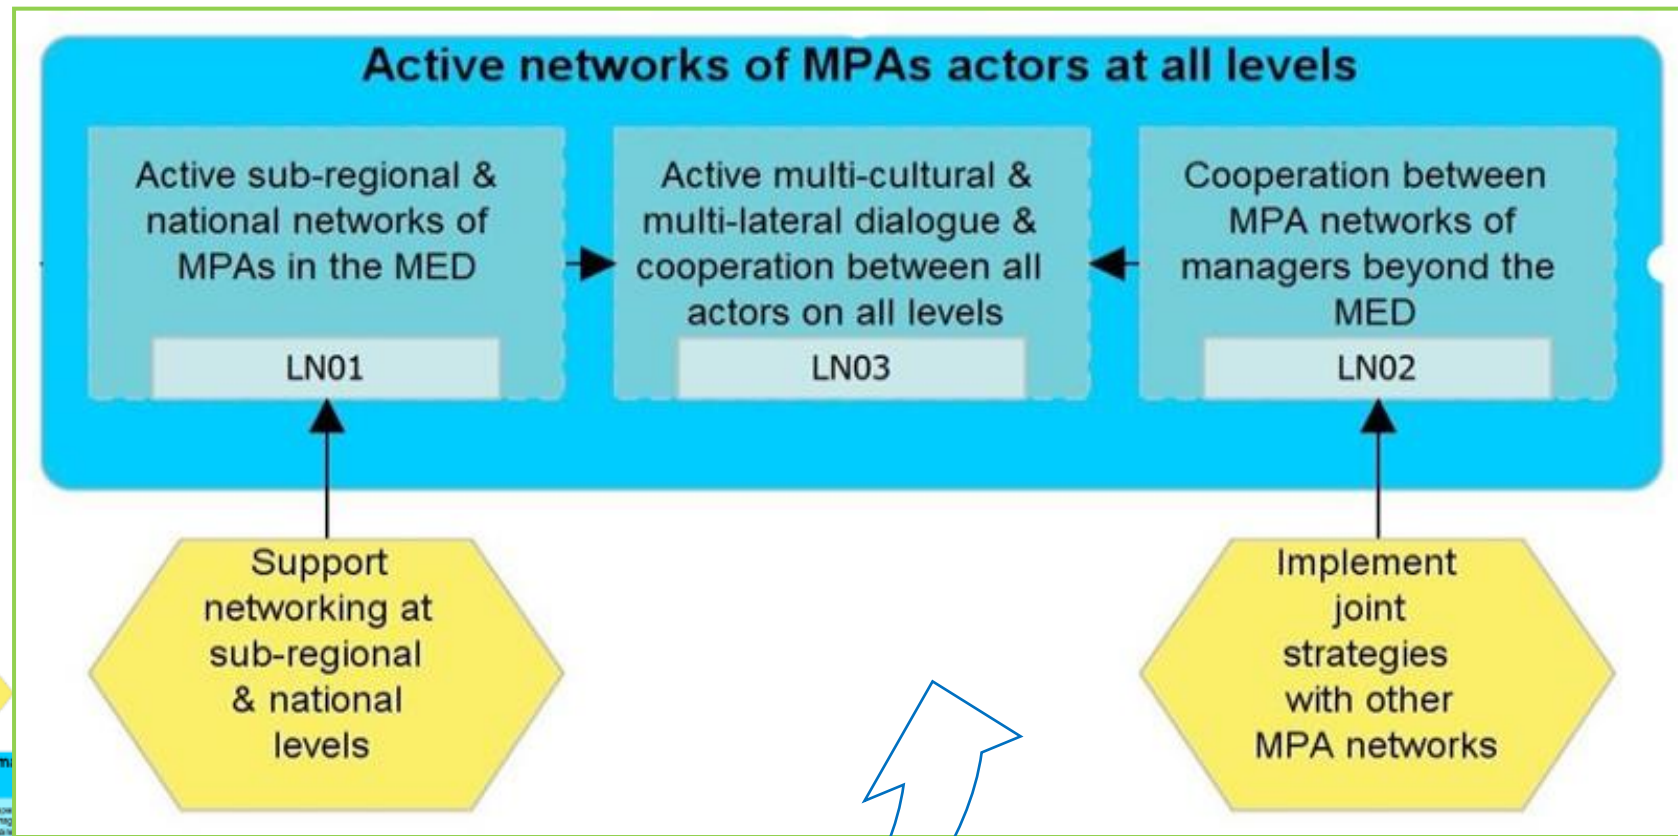 Active networks of MPAs actors at all levels
Active sub-regional &
national networks of
MPAs in the MED
LN01
Active multi-cultural &
multi-lateral dialogue &
cooperation between all
actors on all levels
LN03
Cooperation between
MPA networks of
managers beyond the
MED
LN02
Support
networking at
sub-regional
& national
levels
Implement
joint
strategies
with other
MPA networks